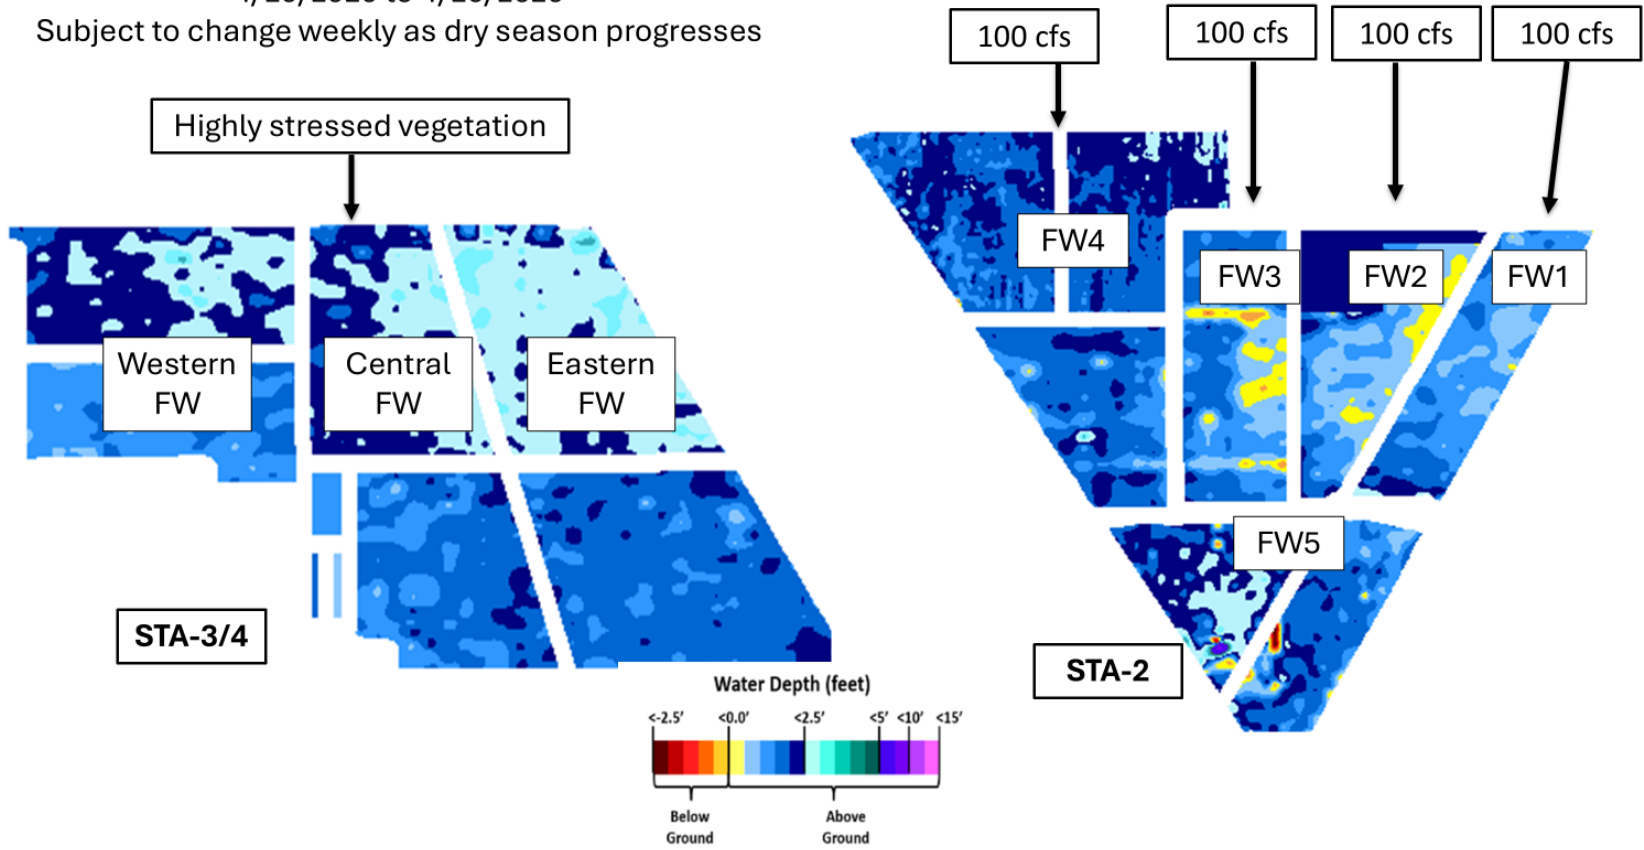 Subject to change weekly as dry season progresses
100 cfs
100 cfs
100 cfs
100 cfs
Highly stressed vegetation
FW4
FW3
FW2
FW1
Western
FW
Central
FW
Eastern
FW
FW5
STA-3/4
STA-2
Water Depth (feet)
<-2.5' <0.0' <2.5' <5' <10' <15'
Below
Ground
Above
Ground